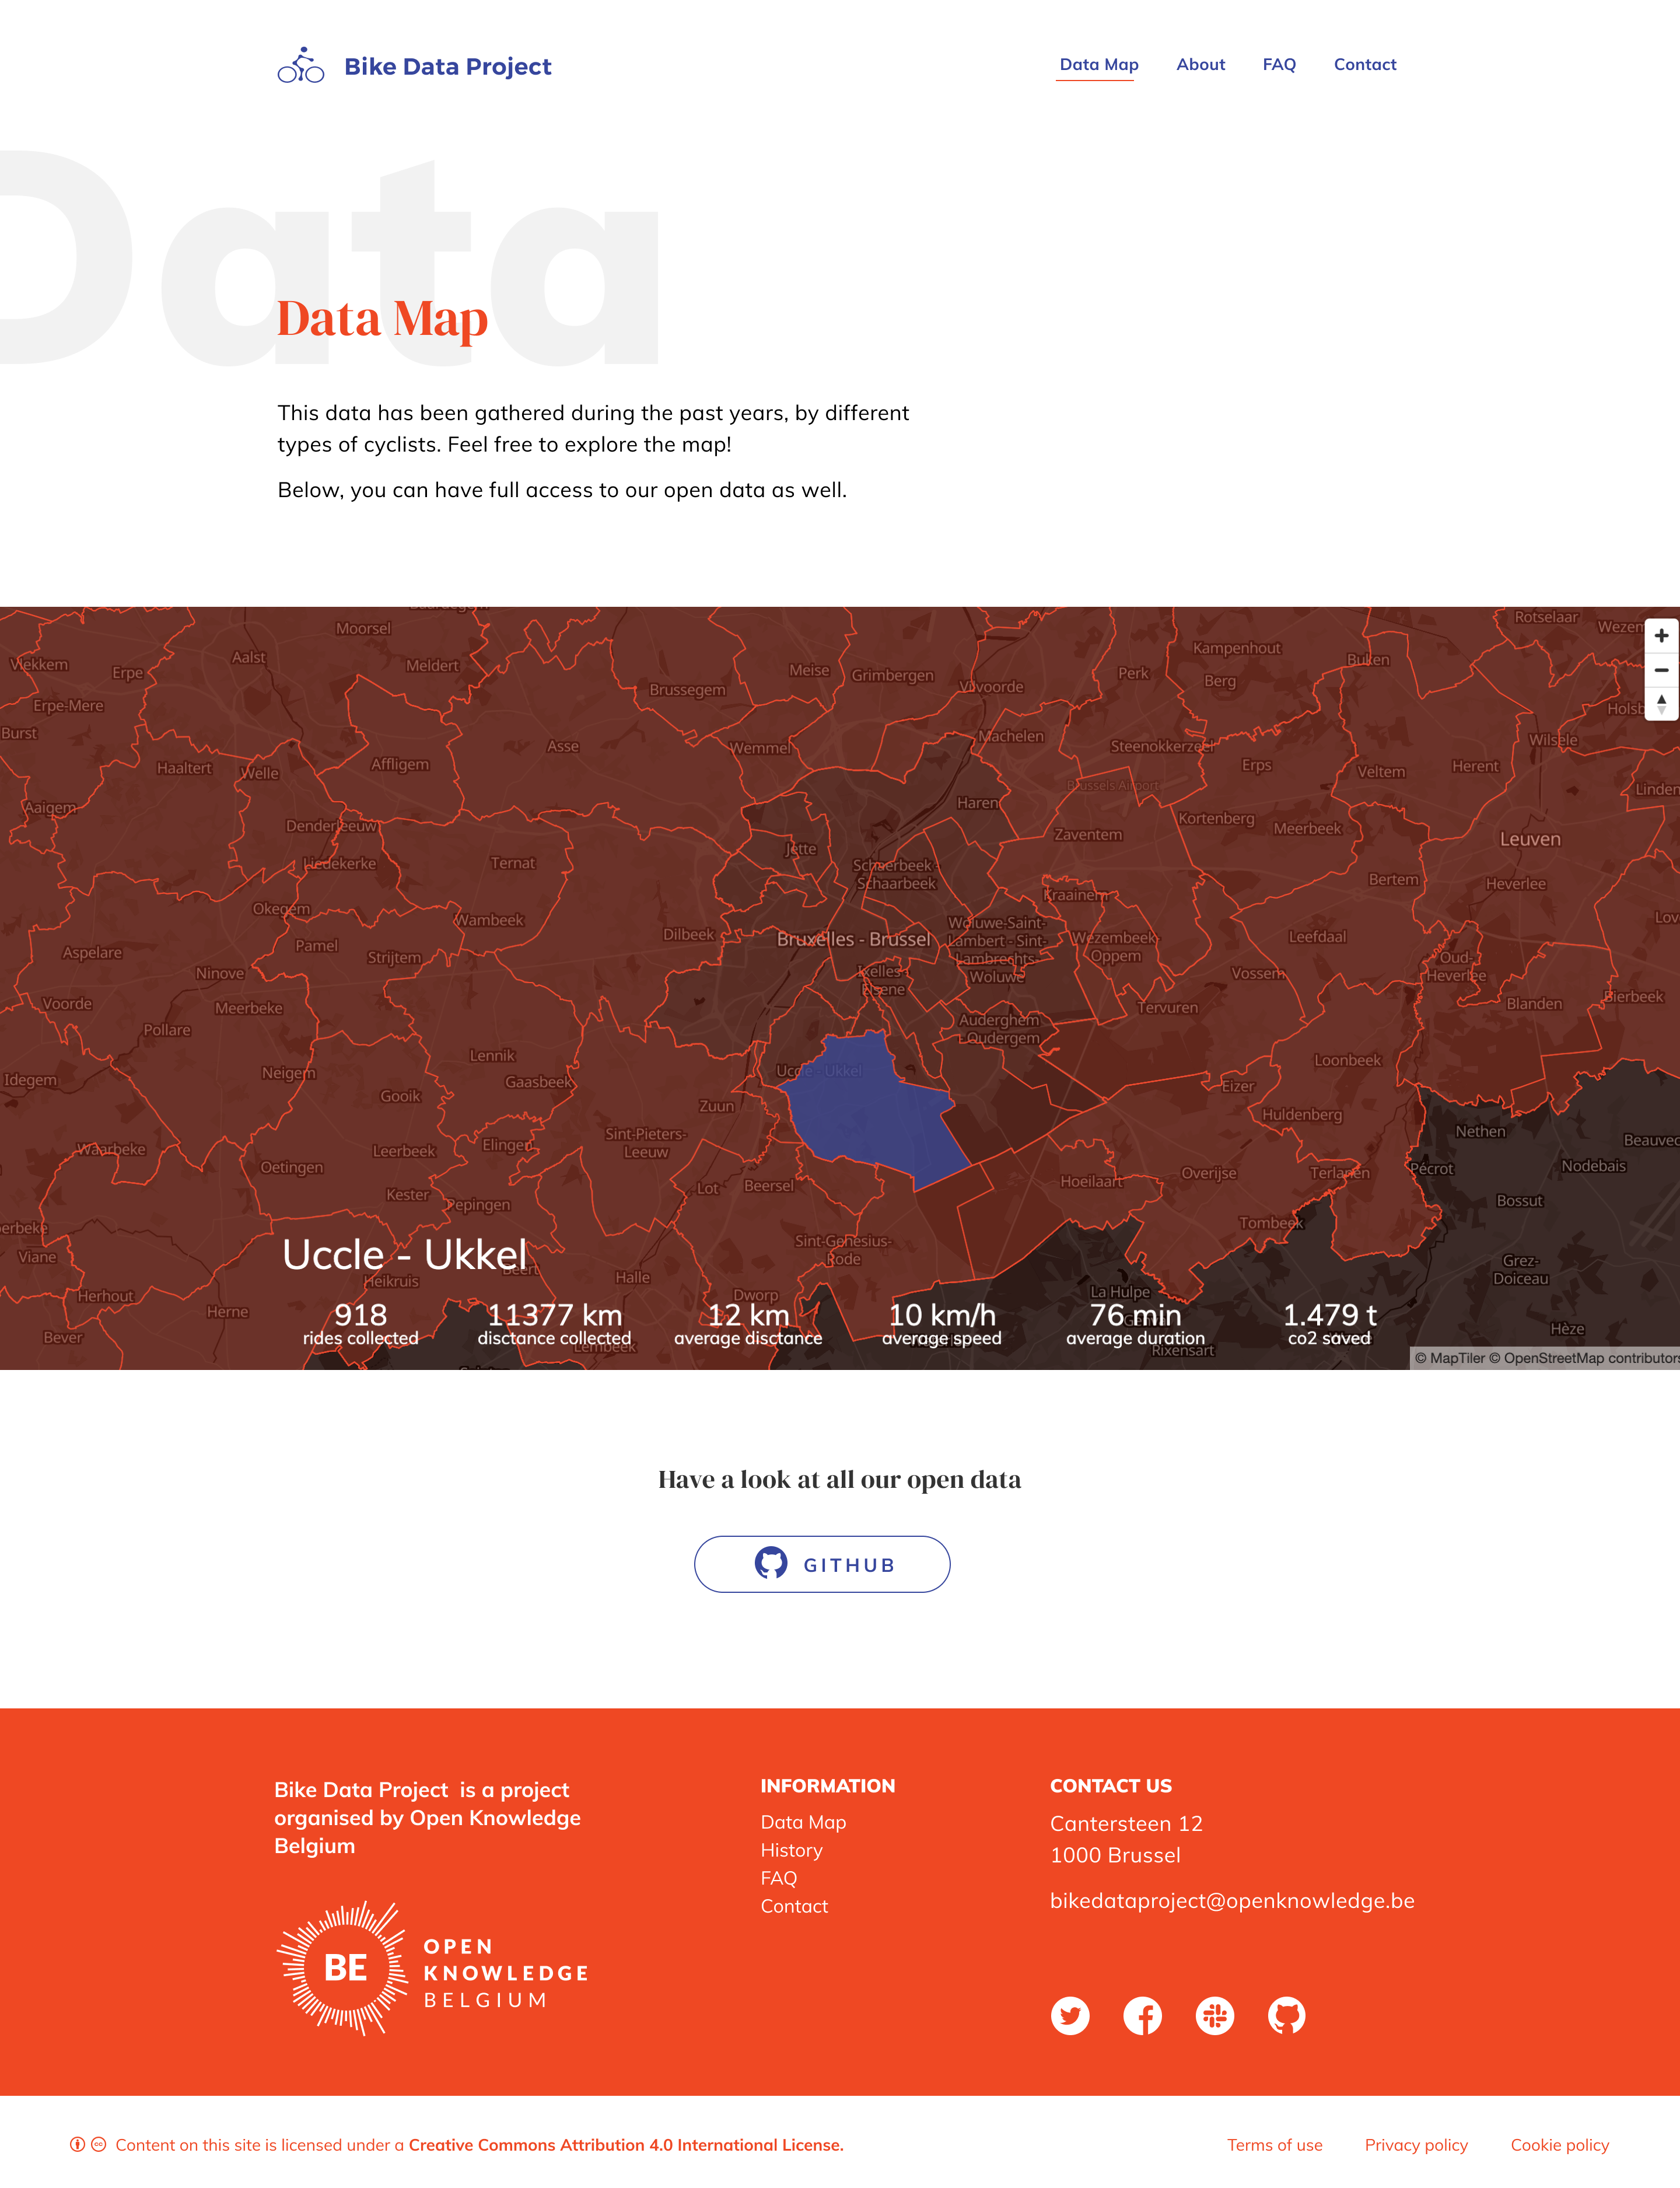 Bike Data Project
Data Map
About
FAQ
Contact
Data
Data Map
This data has been gathered during the past years, by different
types of cyclists. Feel free to explore the map!
Below, you can have full access to our open data as well.
Moorsel
Rotselaar
Wezem
Aalst
Meldert
Vlekkem
Erpe
Meise
Grimbergen
Kampenhout
Buken
Perk
Berg
Brussegem
Vilvoorde
Erpe-Mere
Holsb
Burst
Asse
Wemmel
Machelen
Steenokkerzeel
Wilsele
Haaltert
Welle
Affligem
Erps
Veltem
Herent
Brussels Airport
Linden
Aaigem
Haren
Denderleeuw
Zaventem
Kortenberg
Meerbeek
Leuven
Jette
Liedekerke
Ternat
Schaerbeek -
Schaarbeek
Bertem
Heverlee
Kraainem
Okegem
Wambeek
Lov
Woluwe-Saint-
Lambert - Sint-
Lambrechts-
Woluwe
Dilbeek
Bruxelles - Brussel
Wezembeek-
Oppem
Leefdaal
Pamel
Aspelare
Strijtem
Oud-
Heverlee
Ninove
Ixelles -
Elsene
Vossem
Voorde
Meerbeke
Tervuren
Blanden
Bierbeek
Pollare
Auderghem
- Oudergem
Lennik
Loonbeek
Idegem
Neigem
Gaasbeek
Uccle - Ukkel
Eizer
Gooik
Zuun
Huldenberg
Sint-Pieters-
Leeuw
Nethen
Beauvec
Waarbeke
Leerbeek
Elingen
Oetingen
Hoeilaart
Overijse
Terlanen
Pécrot
Nodebais
Kester
Pepingen
Lot
Beersel
Bossut
erbeke
Tombeek
Viane
Sint-Genesius-
Rode
Grez-
Doiceau
Uccle - Ukkel
Beert
Heikruis
Halle
Herhout
Dworp
La Hulpe
Herne
Bever
Hèze
Lembeek
Rixensart
918
rides collected
11377 km
disctance collected
12 km
average disctance
10 km/h
average speed
76 min
average duration
1.479 t
co2 saved
© MapTiler © OpenStreetMap contributors
Have a look at all our open data
GITHUB
Bike Data Project is a project
organised by Open Knowledge
Belgium
BE
OPEN
KNOWLEDGE
BELGIUM
INFORMATION
Data Map
History
FAQ
Contact
CONTACT US
Cantersteen 12
1000 Brussel
bikedataproject@openknowledge.be
Content on this site is licensed under a Creative Commons Attribution 4.0 International License.
Terms of use
Privacy policy
Cookie policy